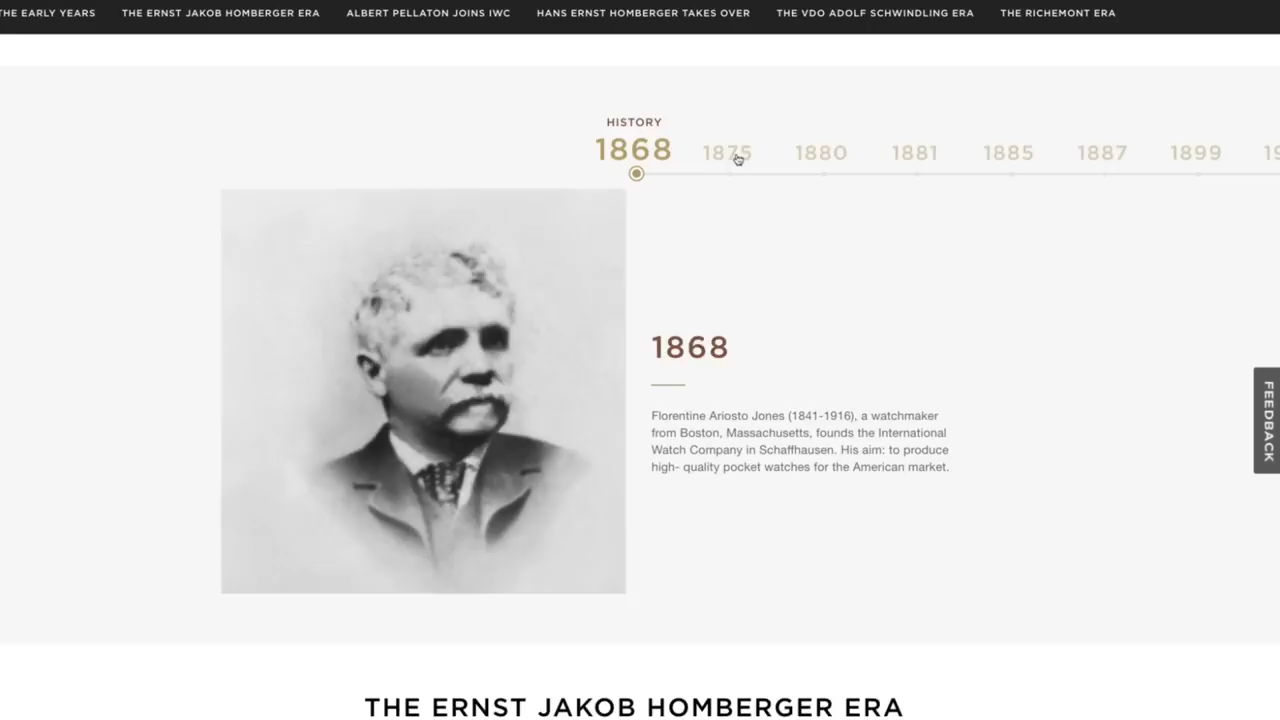 THE EARLY YEARS THE ERNST JAKOB HOMBERGER ERA ALBERT PELLATON JOINS IWC HANS ERNST HOMBERGER TAKES OVER THE VDO ADOLF SCHWINDLING ERA THE RICHEMONT ERA
HISTORY
1868 1875 1880 1881 1885 1887 1899
1868
Florentine Ariosto Jones (1841-1916), a watchmaker
from Boston, Massachusetts, founds the International
Watch Company in Schaffhausen. His aim: to produce
high- quality pocket watches for the American market.
FEEDBACK
THE ERNST JAKOB HOMBERGER ERA